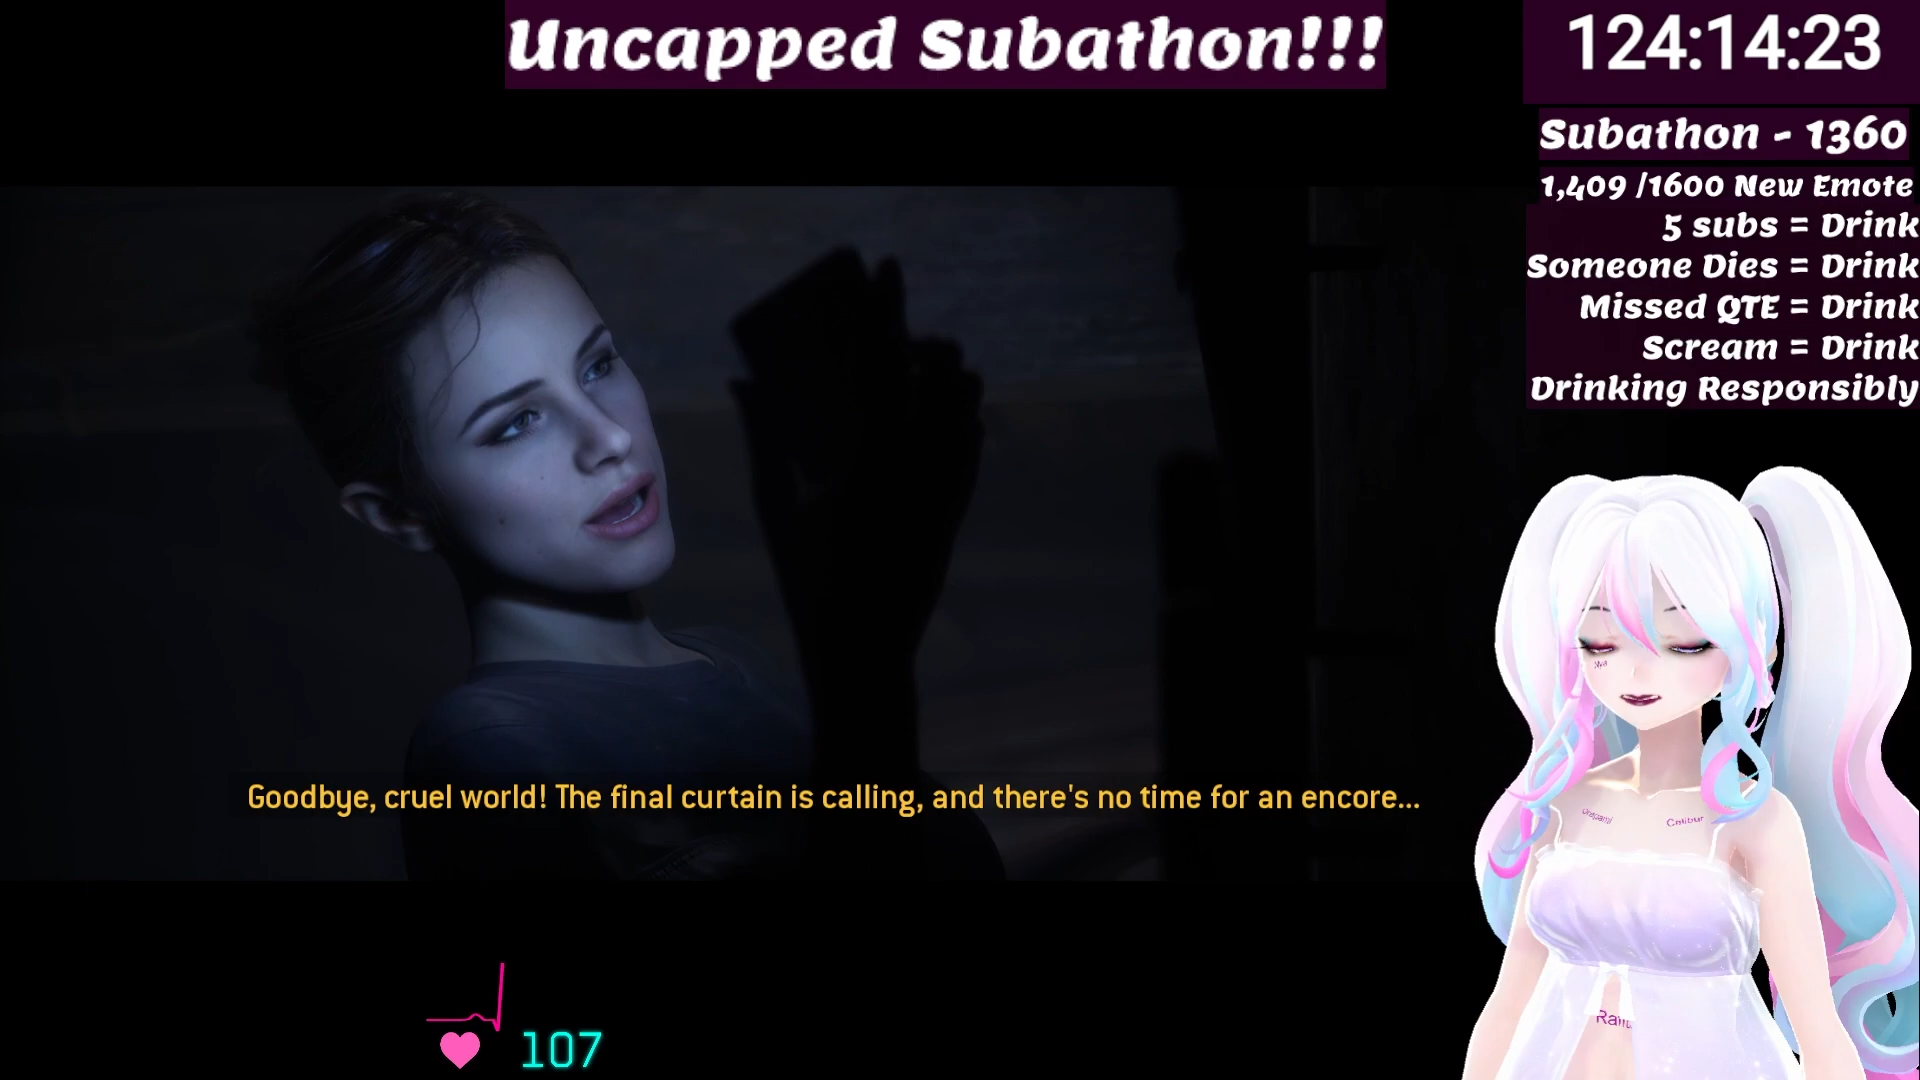 Uncapped Subathon!!!
124:14:23
Subathon - 1360
1,409 /1600 New Emote
5 subs = Drink
Someone Dies = Drink
Missed QTE = Drink
Scream = Drink
Drinking Responsibly
Goodbye, cruel world! The final curtain is calling, and there's no time for an encore...
Calibur
107